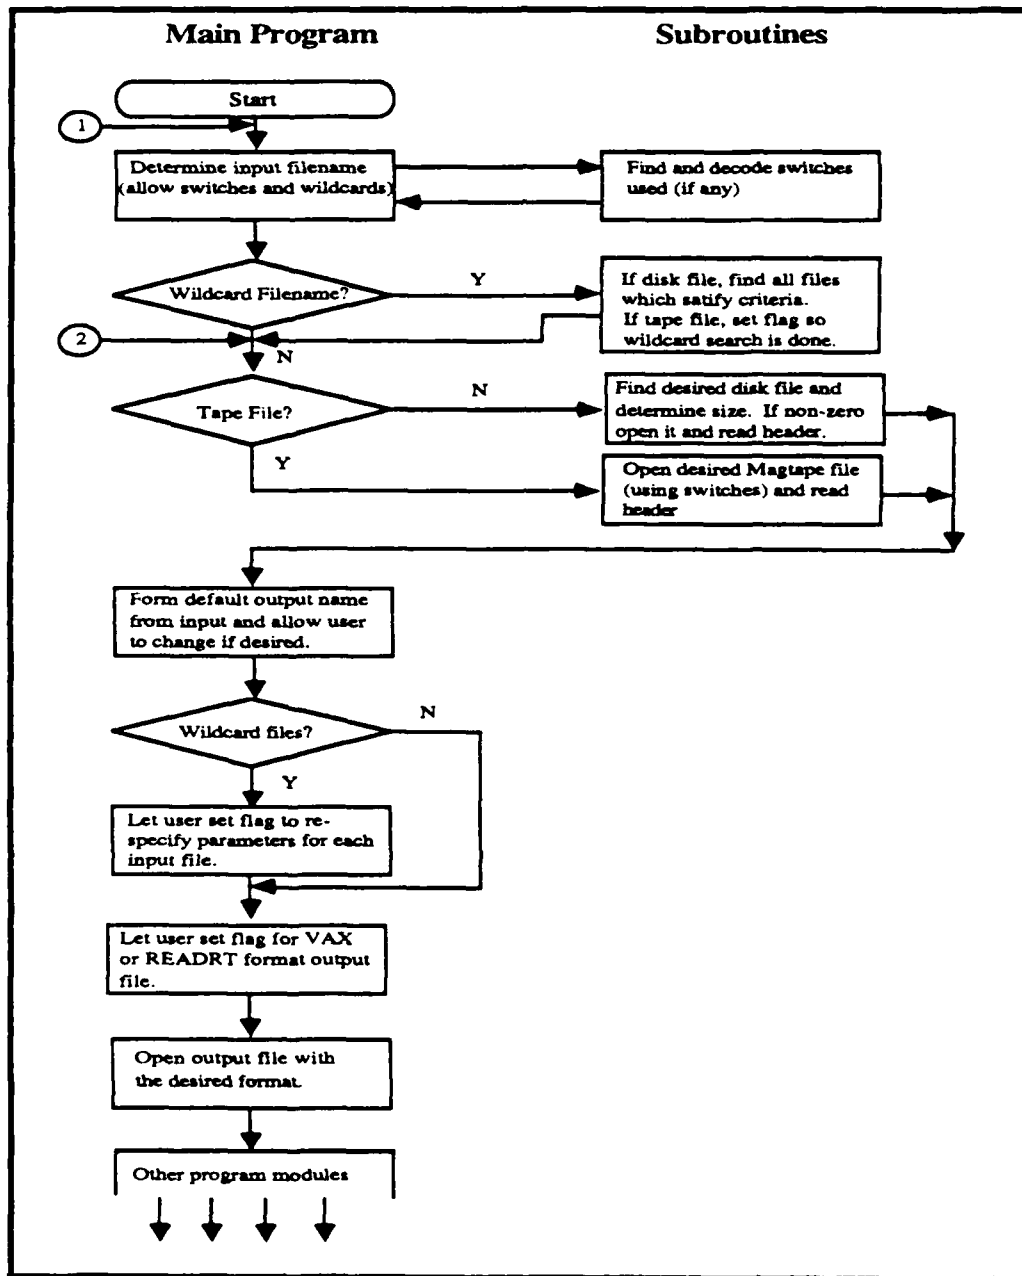 Main Program
Subroutines
Start
1
Determine input filename
(allow switches and wildcards)
Find and decode switches
used (if any)
Wildcard Filename?
Y
If disk file, find all files
which satify criteria.
If tape file, set flag so
wildcard search is done.
2
N
Tape File?
N
Find desired disk file and
determine size. If non-zero
open it and read header.
Y
Open desired Magtape file
(using switches) and read
header
Form default output name
from input and allow user
to change if desired.
Wildcard files?
N
Y
Let user set flag to re-
specify parameters for each
input file.
Let user set flag for VAX
or READRT format output
file.
Open output file with
the desired format.
Other program modules